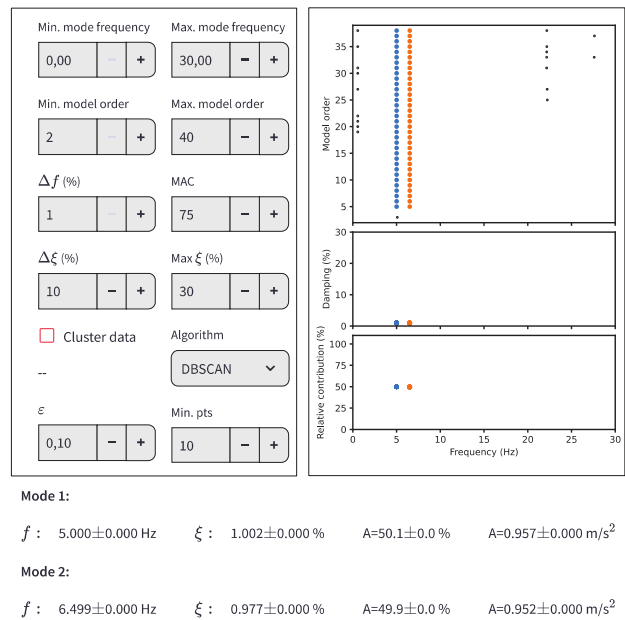 Min. mode frequency Max. mode frequency
0,00 − + 30,00 − +
Min. model order Max. model order
2 − + 40 − +
Δf (%) MAC
1 − + 75 − +
Δξ (%) Max ξ (%)
10 − + 30 − +
Cluster data Algorithm
-- DBSCAN
ε Min. pts
0,10 − + 10 − +
Model order
35
30
25
20
15
10
5
Damping (%)
30
20
10
0
Relative contribution (%)
100
75
50
25
0
0 5 10 15 20 25 30
Frequency (Hz)
Mode 1:
f : 5.000±0.000 Hz ξ : 1.002±0.000 % A=50.1±0.0 % A=0.957±0.000 m/s²
Mode 2:
f : 6.499±0.000 Hz ξ : 0.977±0.000 % A=49.9±0.0 % A=0.952±0.000 m/s²